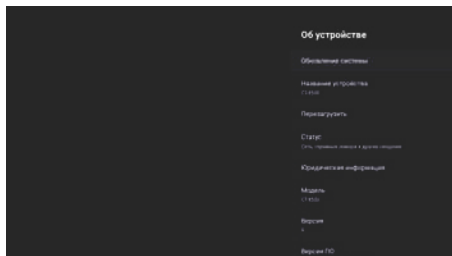 Об устройстве
Обновление системы
Название устройства
Перезагрузить
Статус
Сеть, серийные номера и другие сведения
Юридическая информация
Модель
Версия
Версия ПО